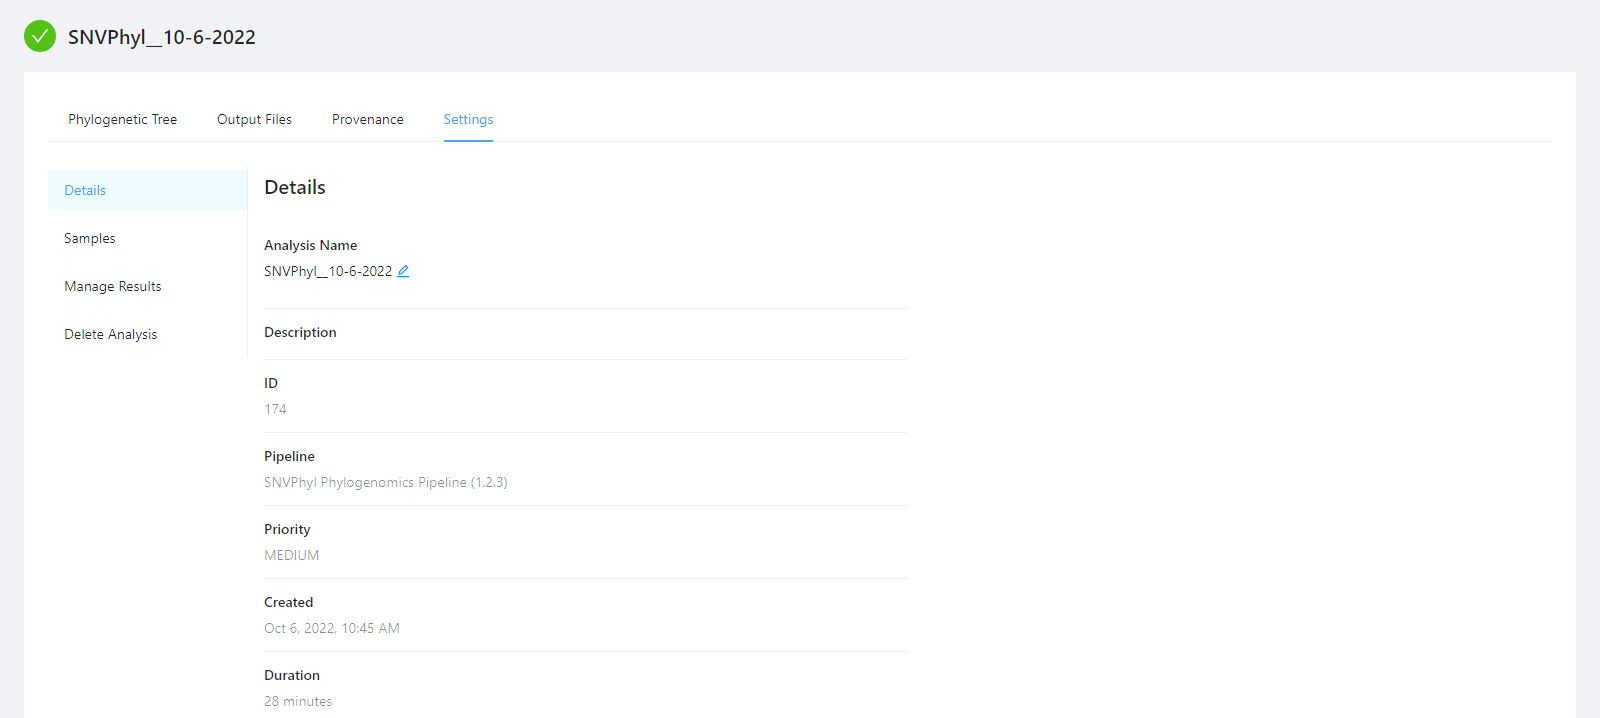 SNVPhyl__10-6-2022
Phylogenetic Tree
Output Files
Provenance
Settings
Details
Samples
Manage Results
Delete Analysis
Details
Analysis Name
SNVPhyl__10-6-2022
Description
ID
174
Pipeline
SNVPhyl Phylogenomics Pipeline (1.2.3)
Priority
MEDIUM
Created
Oct 6, 2022, 10:45 AM
Duration
28 minutes